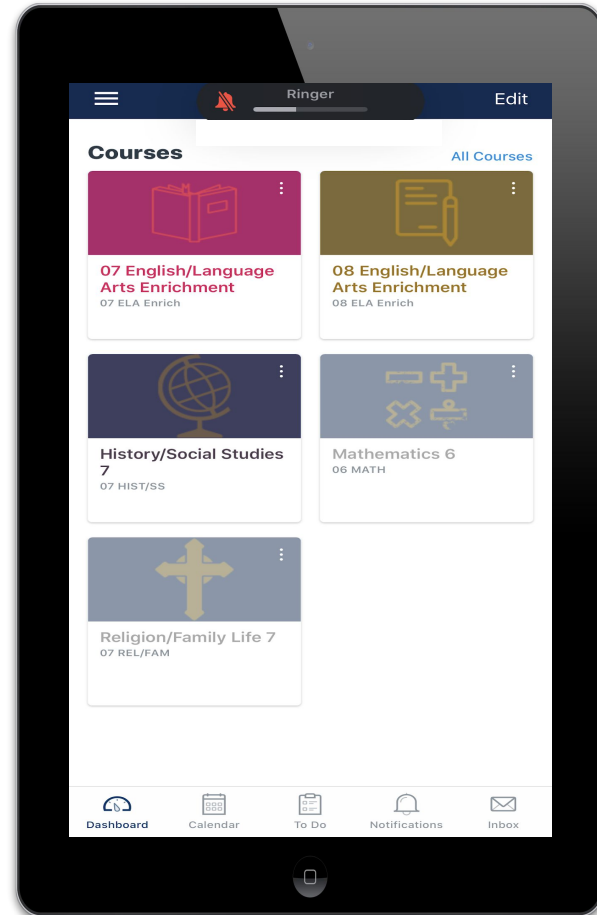 Ringer
Edit
Courses
All Courses
07 English/Language
Arts Enrichment
07 ELA Enrich
08 English/Language
Arts Enrichment
08 ELA Enrich
History/Social Studies
7
07 HIST/SS
Mathematics 6
06 MATH
Religion/Family Life 7
07 REL/FAM
Dashboard
Calendar
To Do
Notifications
Inbox